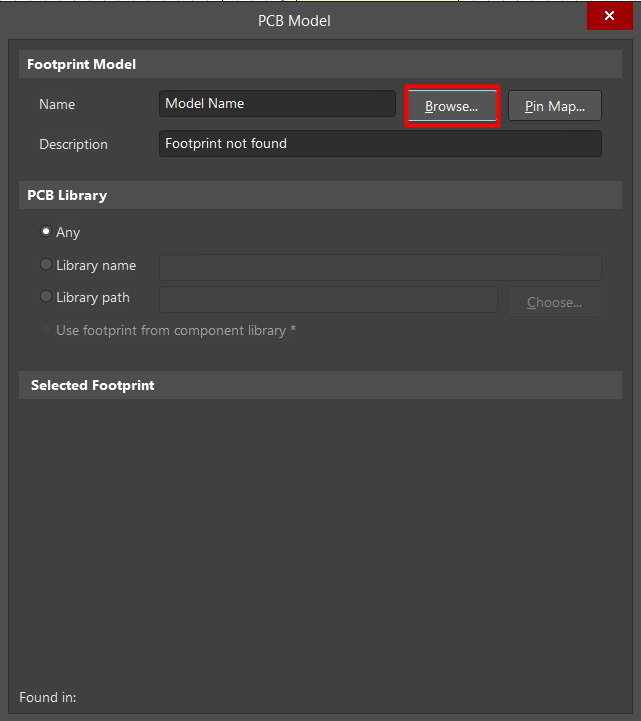 PCB Model
Footprint Model
Name Model Name Browse... Pin Map...
Description Footprint not found
PCB Library
Any
Library name
Library path Choose...
Use footprint from component library *
Selected Footprint
Found in: